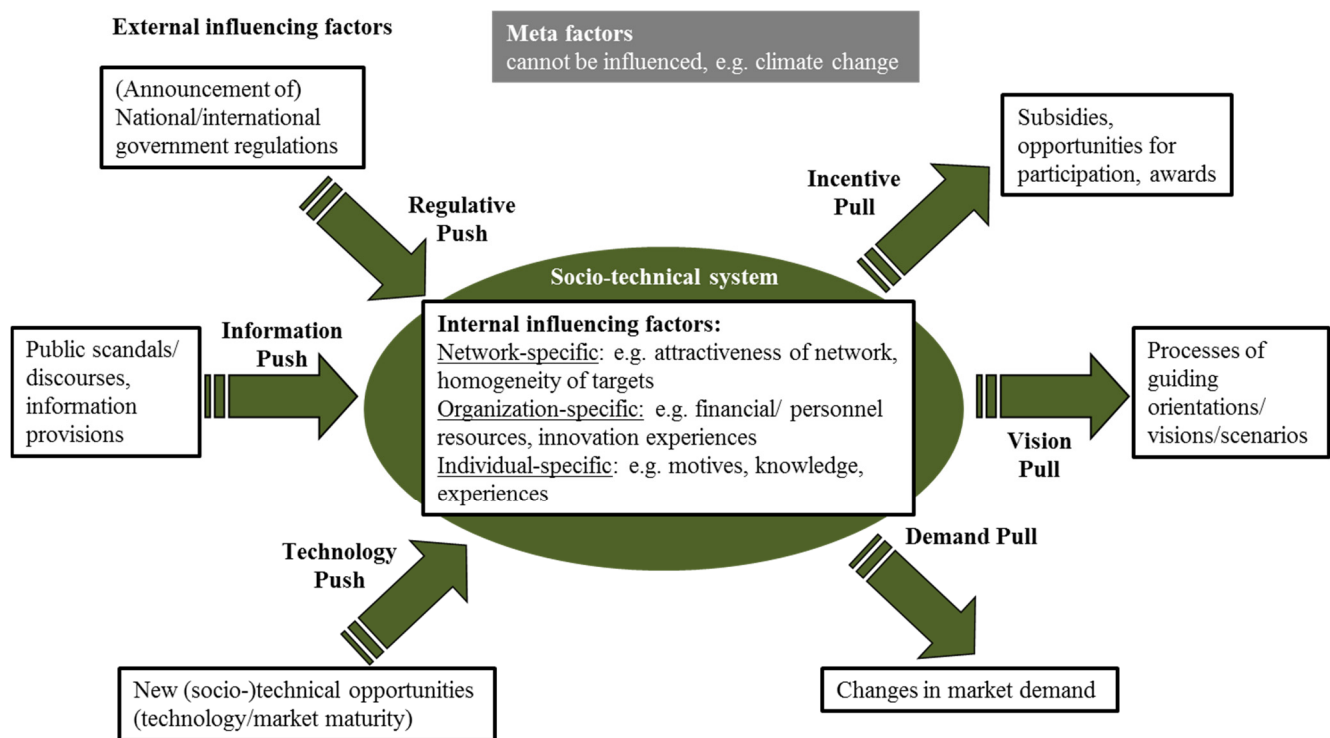 External influencing factors
Meta factors
cannot be influenced, e.g. climate change
(Announcement of)
National/international
government regulations
Subsidies,
opportunities for
participation, awards
Regulative
Push
Incentive
Pull
Socio-technical system
Information
Push
Public scandals/
discourses,
information
provisions
Internal influencing factors:
Network-specific: e.g. attractiveness of network,
homogeneity of targets
Organization-specific: e.g. financial/ personnel
resources, innovation experiences
Individual-specific: e.g. motives, knowledge,
experiences
Processes of
guiding
orientations/
visions/scenarios
Vision
Pull
Technology
Push
Demand Pull
New (socio-)technical opportunities
(technology/market maturity)
Changes in market demand